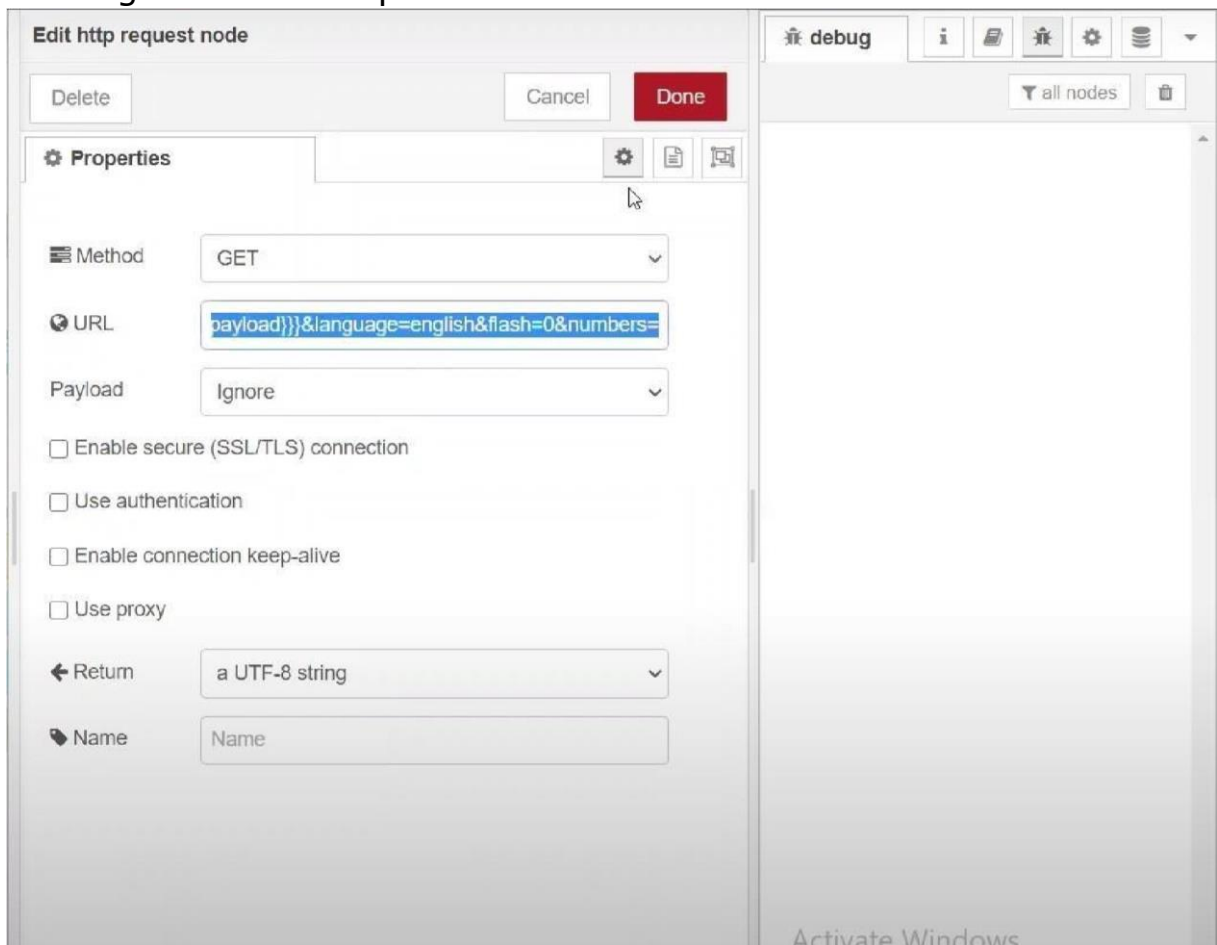 Edit http request node
debug
i
Delete
Cancel
Done
all nodes
Properties
Method
GET
URL
payload}}}&language=english&flash=0&numbers=
Payload
Ignore
Enable secure (SSL/TLS) connection
Use authentication
Enable connection keep-alive
Use proxy
Return
a UTF-8 string
Name
Name
Activate Windows